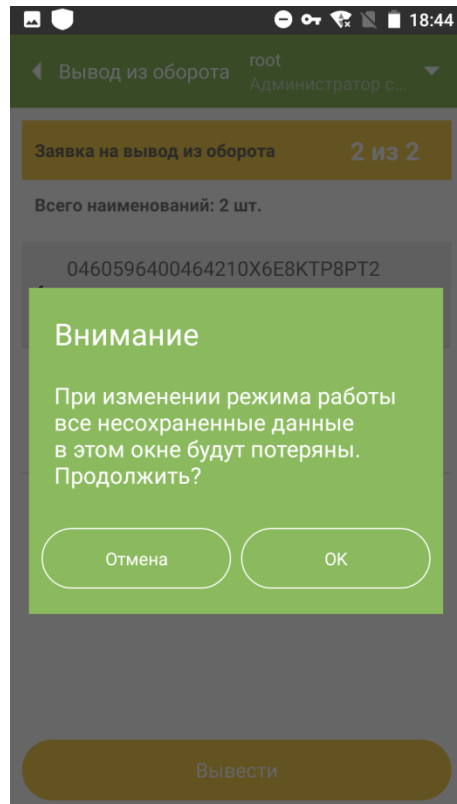 18:44
Вывод из оборота
root
Администратор с...
Заявка на вывод из оборота 2 из 2
Всего наименований: 2 шт.
0460596400464210X6E8KTP8PT2
Внимание
При изменении режима работы
все несохраненные данные
в этом окне будут потеряны.
Продолжить?
Отмена
OK
Вывести